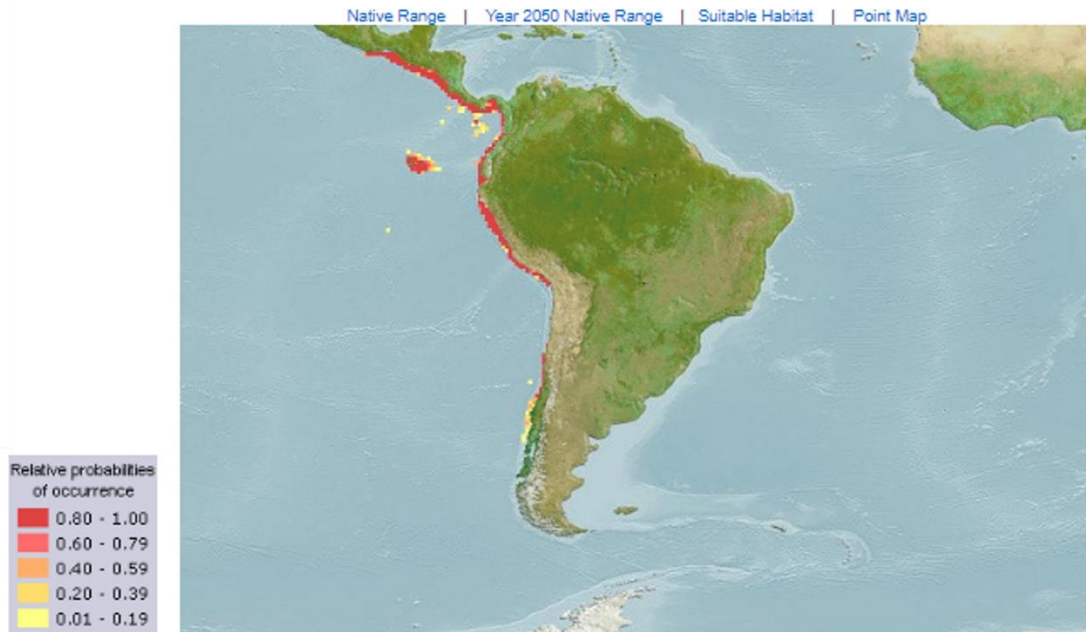 Native Range | Year 2050 Native Range | Suitable Habitat | Point Map
Relative probabilities
of occurrence
0.80 - 1.00
0.60 - 0.79
0.40 - 0.59
0.20 - 0.39
0.01 - 0.19